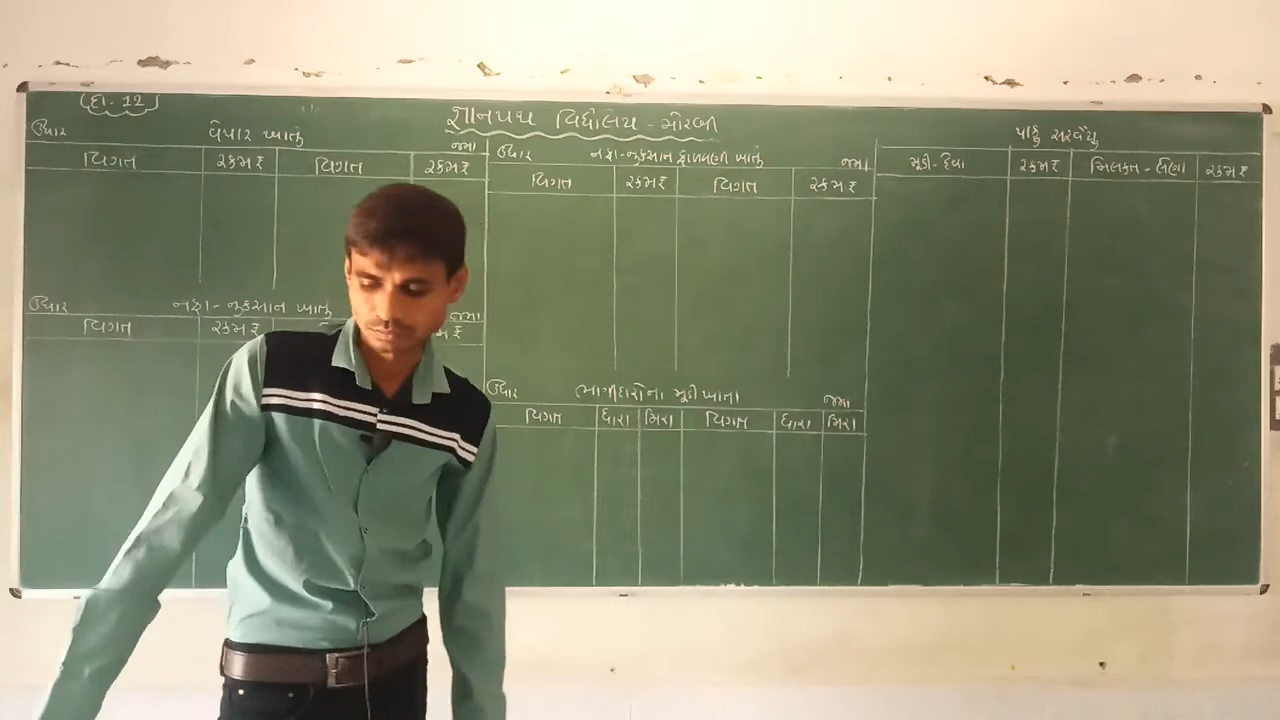 દા-12
જ્ઞાનપથ વિદ્યાલય - મોરબી
ઉધાર વેપાર ખાતું જમા
વિગત રકમ ₹ વિગત રકમ ₹
ઉધાર નફા-નુકસાન ખાતું જમા
વિગત રકમ ₹ મ ₹
ઉધાર નફા-નુકસાન ફાળવણી ખાતું જમા
વિગત રકમ ₹ વિગત રકમ ₹
ઉધાર ભાગીદારોના મૂડી ખાતા જમા
વિગત ધારા મિરા વિગત ધારા મિરા
પાકું સરવૈયુ
મૂડી-દેવા રકમ ₹ મિલકત-લેણા રકમ ₹